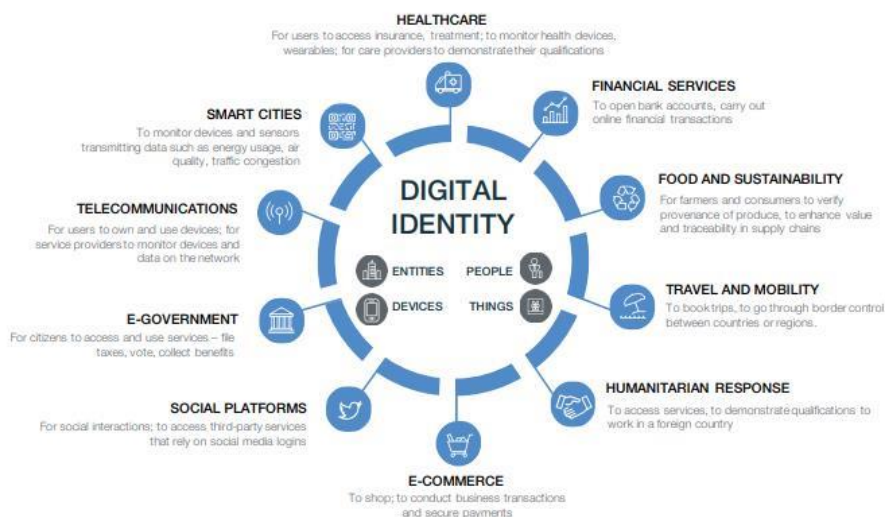 HEALTHCARE
For users to access insurance, treatment; to monitor health devices,
wearables; for care providers to demonstrate their qualifications
FINANCIAL SERVICES
To open bank accounts, carry out
online financial transactions
FOOD AND SUSTAINABILITY
For farmers and consumers to verify
provenance of produce, to enhance value
and traceability in supply chains
TRAVEL AND MOBILITY
To book trips, to go through border control
between countries or regions.
HUMANITARIAN RESPONSE
To access services, to demonstrate qualifications to
work in a foreign country
E-COMMERCE
To shop; to conduct business transactions
and secure payments
SOCIAL PLATFORMS
For social interactions; to access third-party services
that rely on social media logins
E-GOVERNMENT
For citizens to access and use services – file
taxes, vote, collect benefits
TELECOMMUNICATIONS
For users to own and use devices; for
service providers to monitor devices and
data on the network
SMART CITIES
To monitor devices and sensors
transmitting data such as energy usage, air
quality, traffic congestion
DIGITAL
IDENTITY
ENTITIES
PEOPLE
DEVICES
THINGS